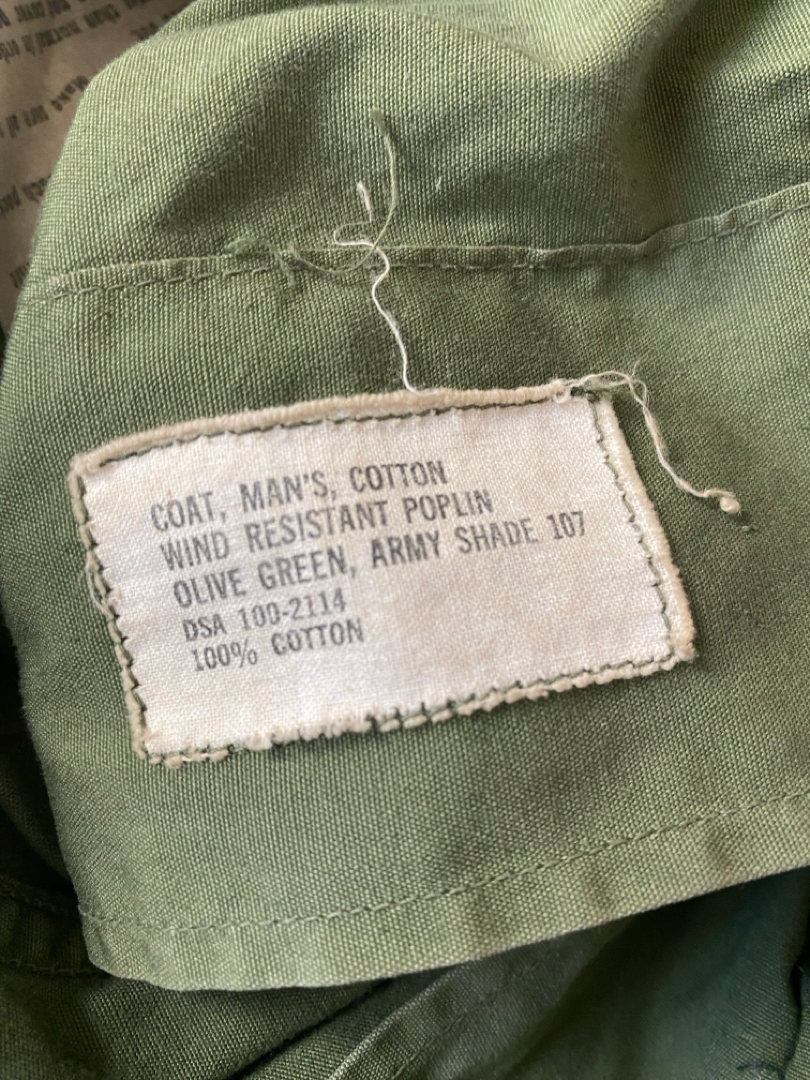 COAT, MAN'S, COTTON
WIND RESISTANT POPLIN
OLIVE GREEN, ARMY SHADE 107
DSA 100-2114
100% COTTON